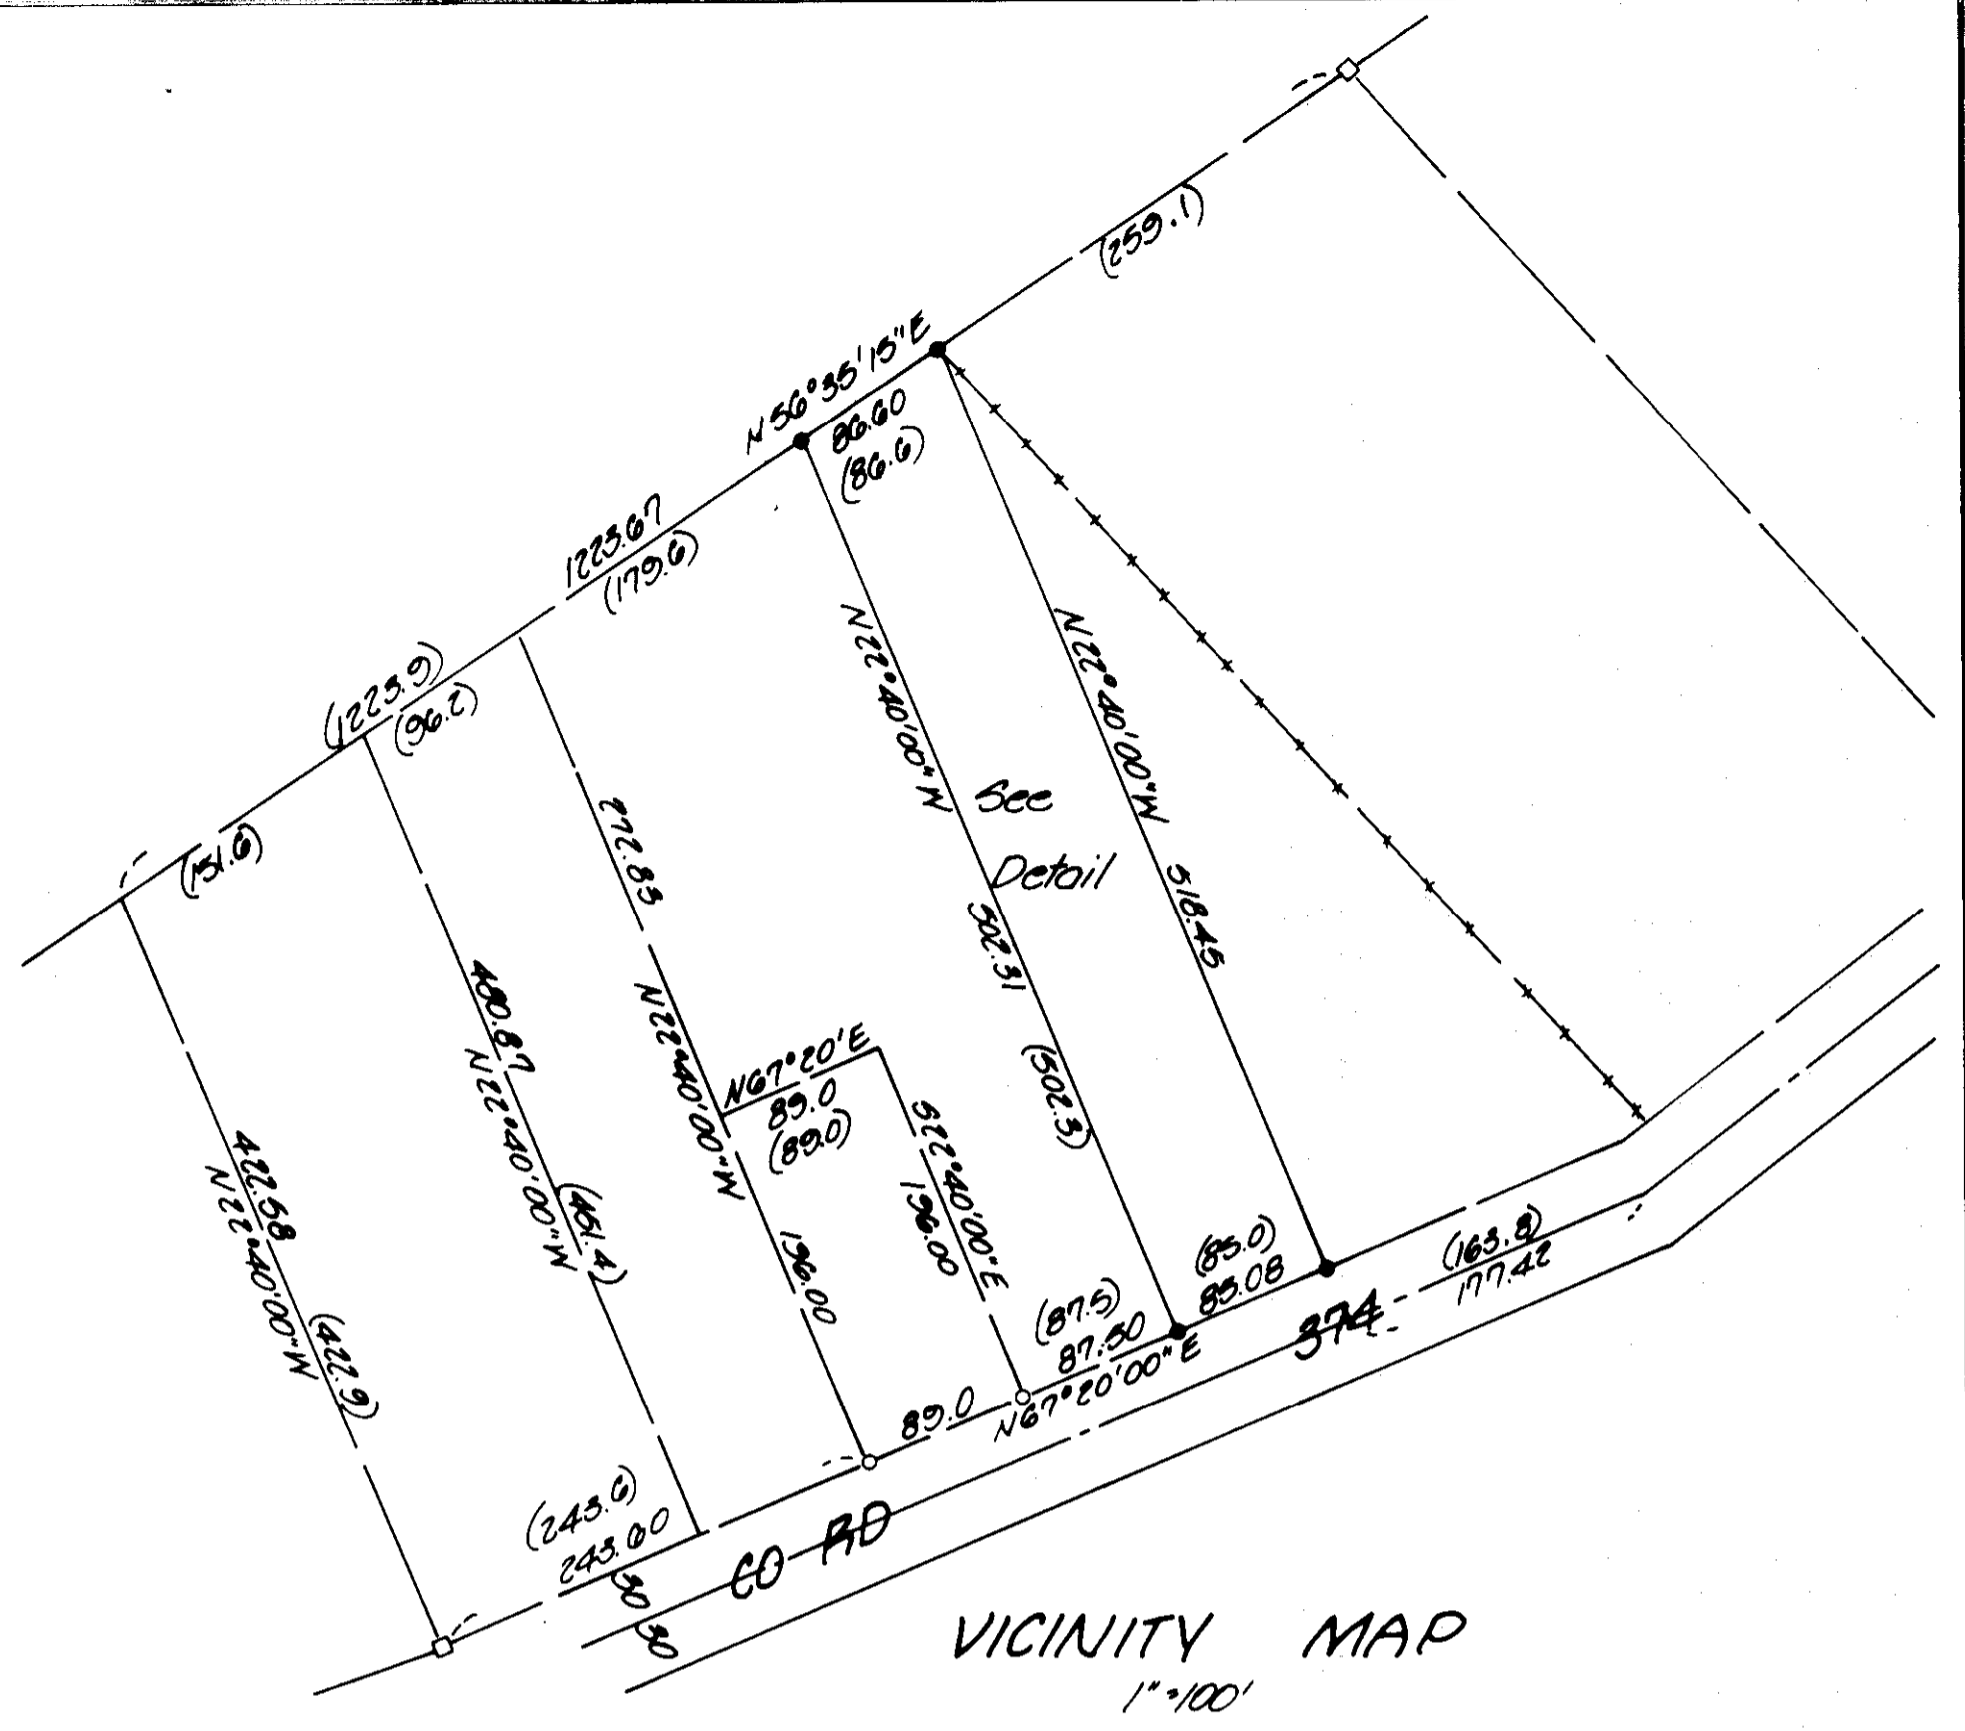 (259.1)
N56°35'15"E
86.60
(86.6)
1223.67
(179.6)
(1223.9)
(96.2)
(151.6)
N22°40'00"W
502.31
(502.3)
N22°40'00"W
518.45
See
Detail
272.83
N22°40'00"W
196.00
N67°20'E
89.0
(89.0)
S22°40'00"E
196.00
N22°40'00"W
(451.4)
422.58
N22°40'00"W
(422.9)
(85.0)
85.08
(87.5)
87.50
N67°20'00"E
89.0
(163.8)
177.42
(243.6)
243.60
30
30
CO RD 374
VICINITY MAP
1"=100'